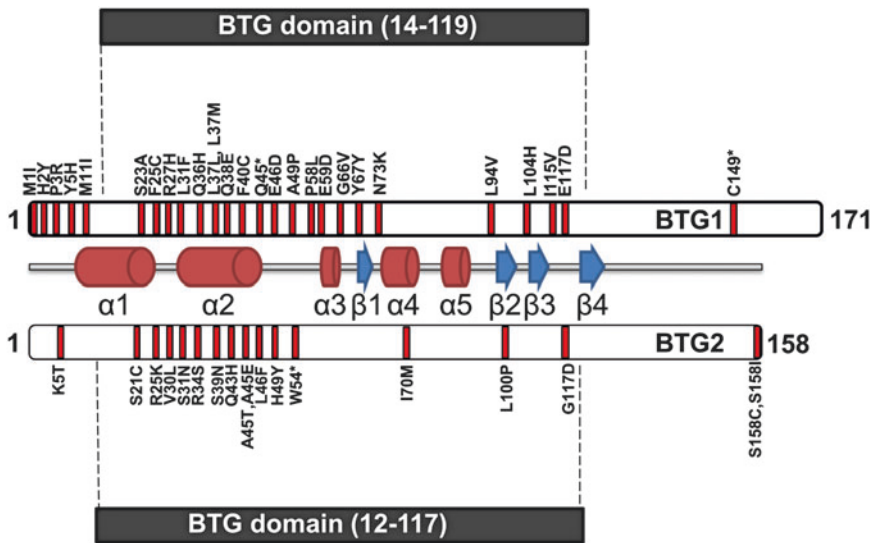 BTG domain (14-119)
M1I
H2Y
P3R
Y5H
M11I
S23A
F25C
R27H
L31F
Q36H
L37L, L37M
Q38E
F40C
Q45*
E46D
A49P
P58L
E59D
G66V
Y67Y
N73K
L94V
L104H
I115V
E117D
C149*
1 BTG1 171
α1 α2 α3 β1 α4 α5 β2 β3 β4
1 BTG2 158
K5T
S21C
R25K
V30L
S31N
R34S
S39N
Q43H
A45T,A45E
L46F
H49Y
W54*
I70M
L100P
G117D
S158C,S158I
BTG domain (12-117)